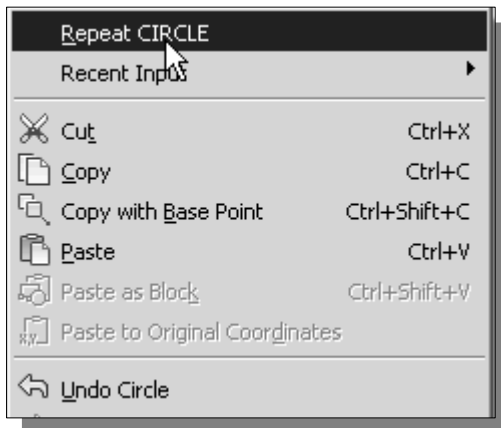 Repeat CIRCLE
Recent Input
Cut Ctrl+X
Copy Ctrl+C
Copy with Base Point Ctrl+Shift+C
Paste Ctrl+V
Paste as Block Ctrl+Shift+V
Paste to Original Coordinates
Undo Circle